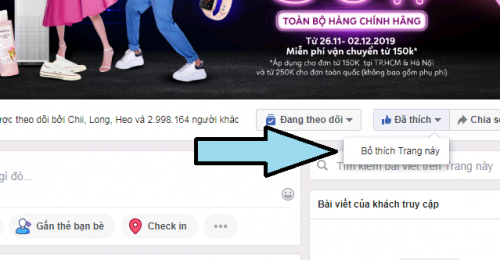 TOÀN BỘ HÀNG CHÍNH HÃNG
Từ 26.11- 02.12.2019
Miễn phí vận chuyển từ 150k*
*Áp dụng cho đơn từ 150K tại TP.HCM & Hà Nội
và từ 250K cho đơn toàn quốc (không bao gồm phụ phí)
ược theo dõi bởi Chii, Long, Heo và 2.998.164 người khác
Đang theo dõi
Đã thích
Chia sẻ
Bỏ thích Trang này
Tìm kiếm bài viết trên Trang này
gì đó...
Bài viết của khách truy cập
Gắn thẻ bạn bè
Check in